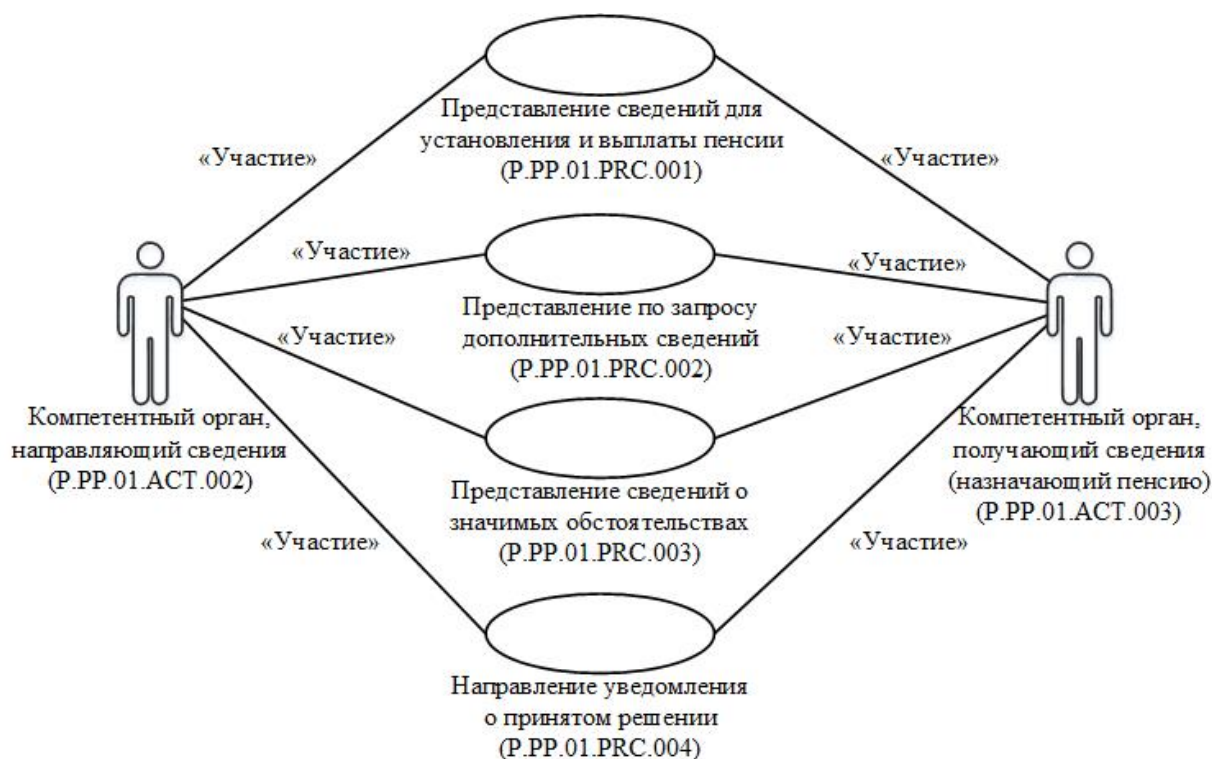 Представление сведений для
установления и выплаты пенсии
(P.PP.01.PRC.001)
«Участие»
«Участие»
«Участие»
«Участие»
Представление по запросу
дополнительных сведений
(P.PP.01.PRC.002)
«Участие»
«Участие»
Компетентный орган,
направляющий сведения
(P.PP.01.ACT.002)
Компетентный орган,
получающий сведения
(назначающий пенсию)
(P.PP.01.ACT.003)
Представление сведений о
значимых обстоятельствах
(P.PP.01.PRC.003)
«Участие»
«Участие»
Направление уведомления
о принятом решении
(P.PP.01.PRC.004)